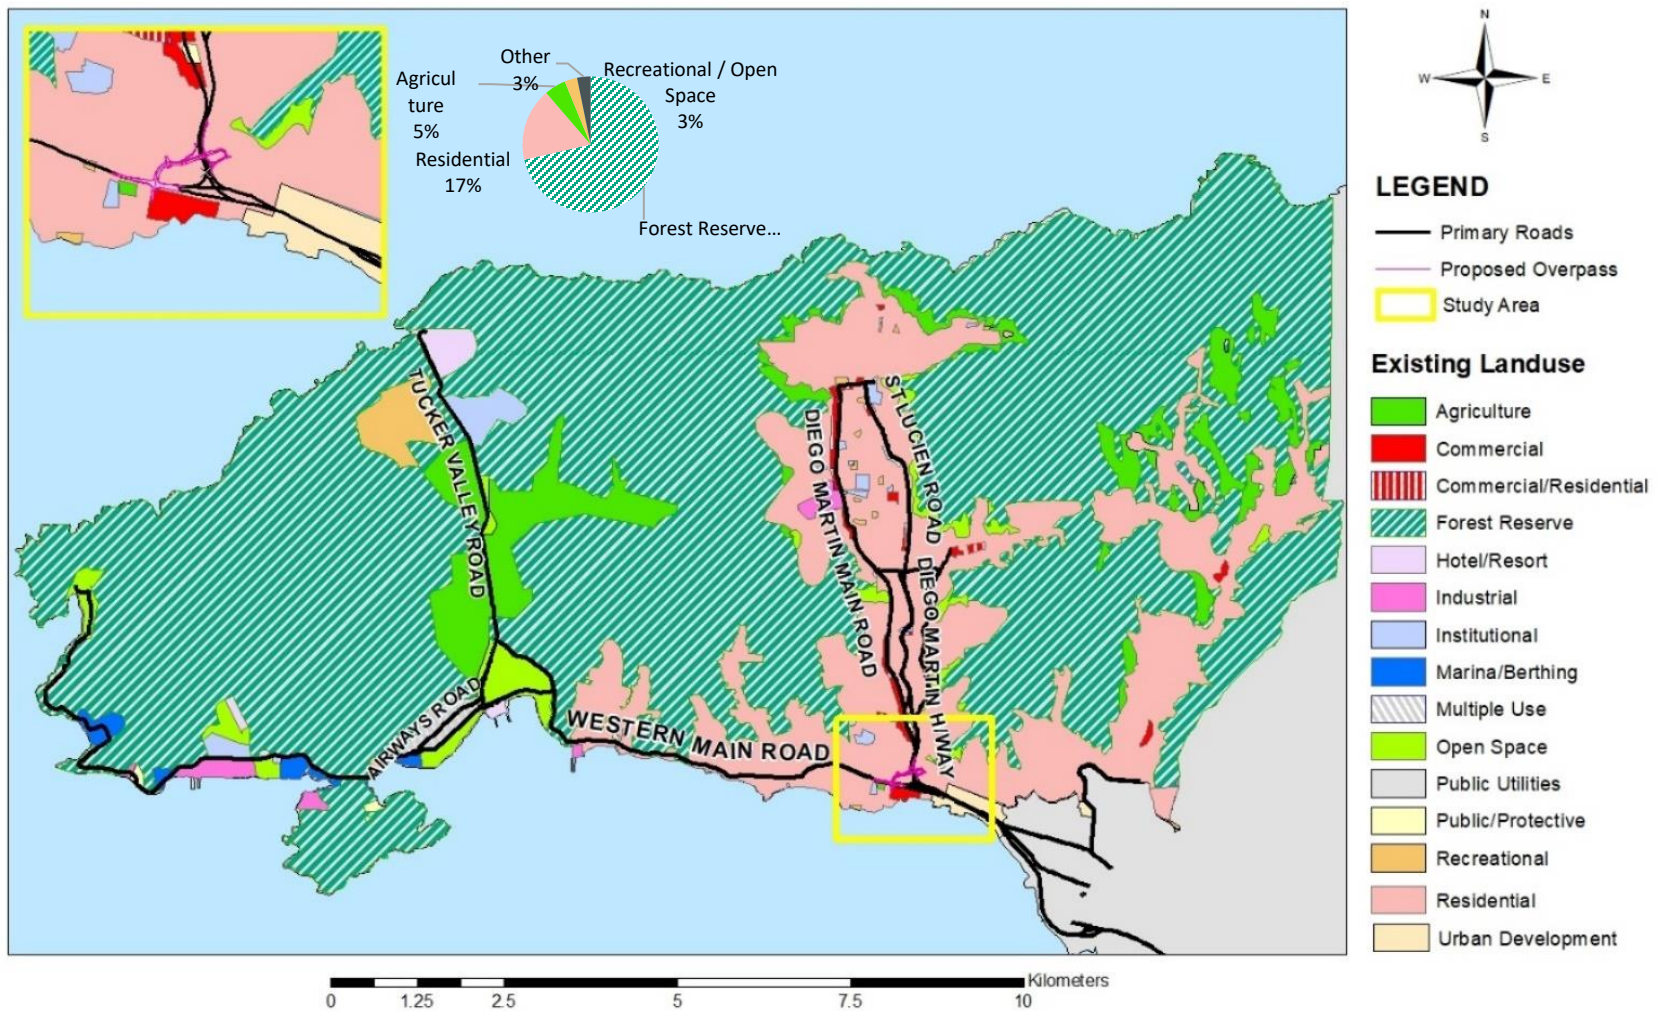 Other
3%
Recreational / Open
Space
3%
Agricul
ture
5%
Residential
17%
Forest Reserve...
N
W
E
S
LEGEND
Primary Roads
Proposed Overpass
Study Area
Existing Landuse
Agriculture
Commercial
Commercial/Residential
Forest Reserve
Hotel/Resort
Industrial
Institutional
Marina/Berthing
Multiple Use
Open Space
Public Utilities
Public/Protective
Recreational
Residential
Urban Development
TUCKER VALLEY ROAD
AIRWAYS ROAD
WESTERN MAIN ROAD
DIEGO MARTIN MAIN ROAD
ST LUCIEN ROAD
DIEGO MARTIN HIWAY
Kilometers
0 1.25 2.5 5 7.5 10